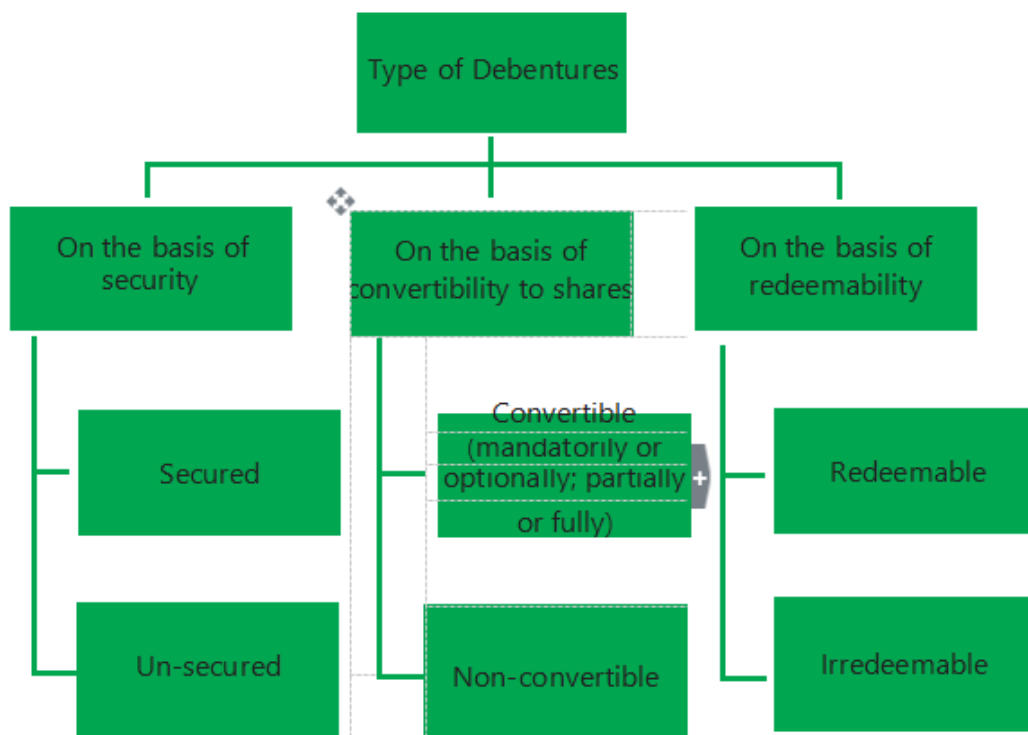 Type of Debentures
On the basis of
security
On the basis of
convertibility to shares
On the basis of
redeemability
Secured
Convertible
(mandatorily or
optionally; partially
or fully)
Redeemable
Un-secured
Non-convertible
Irredeemable